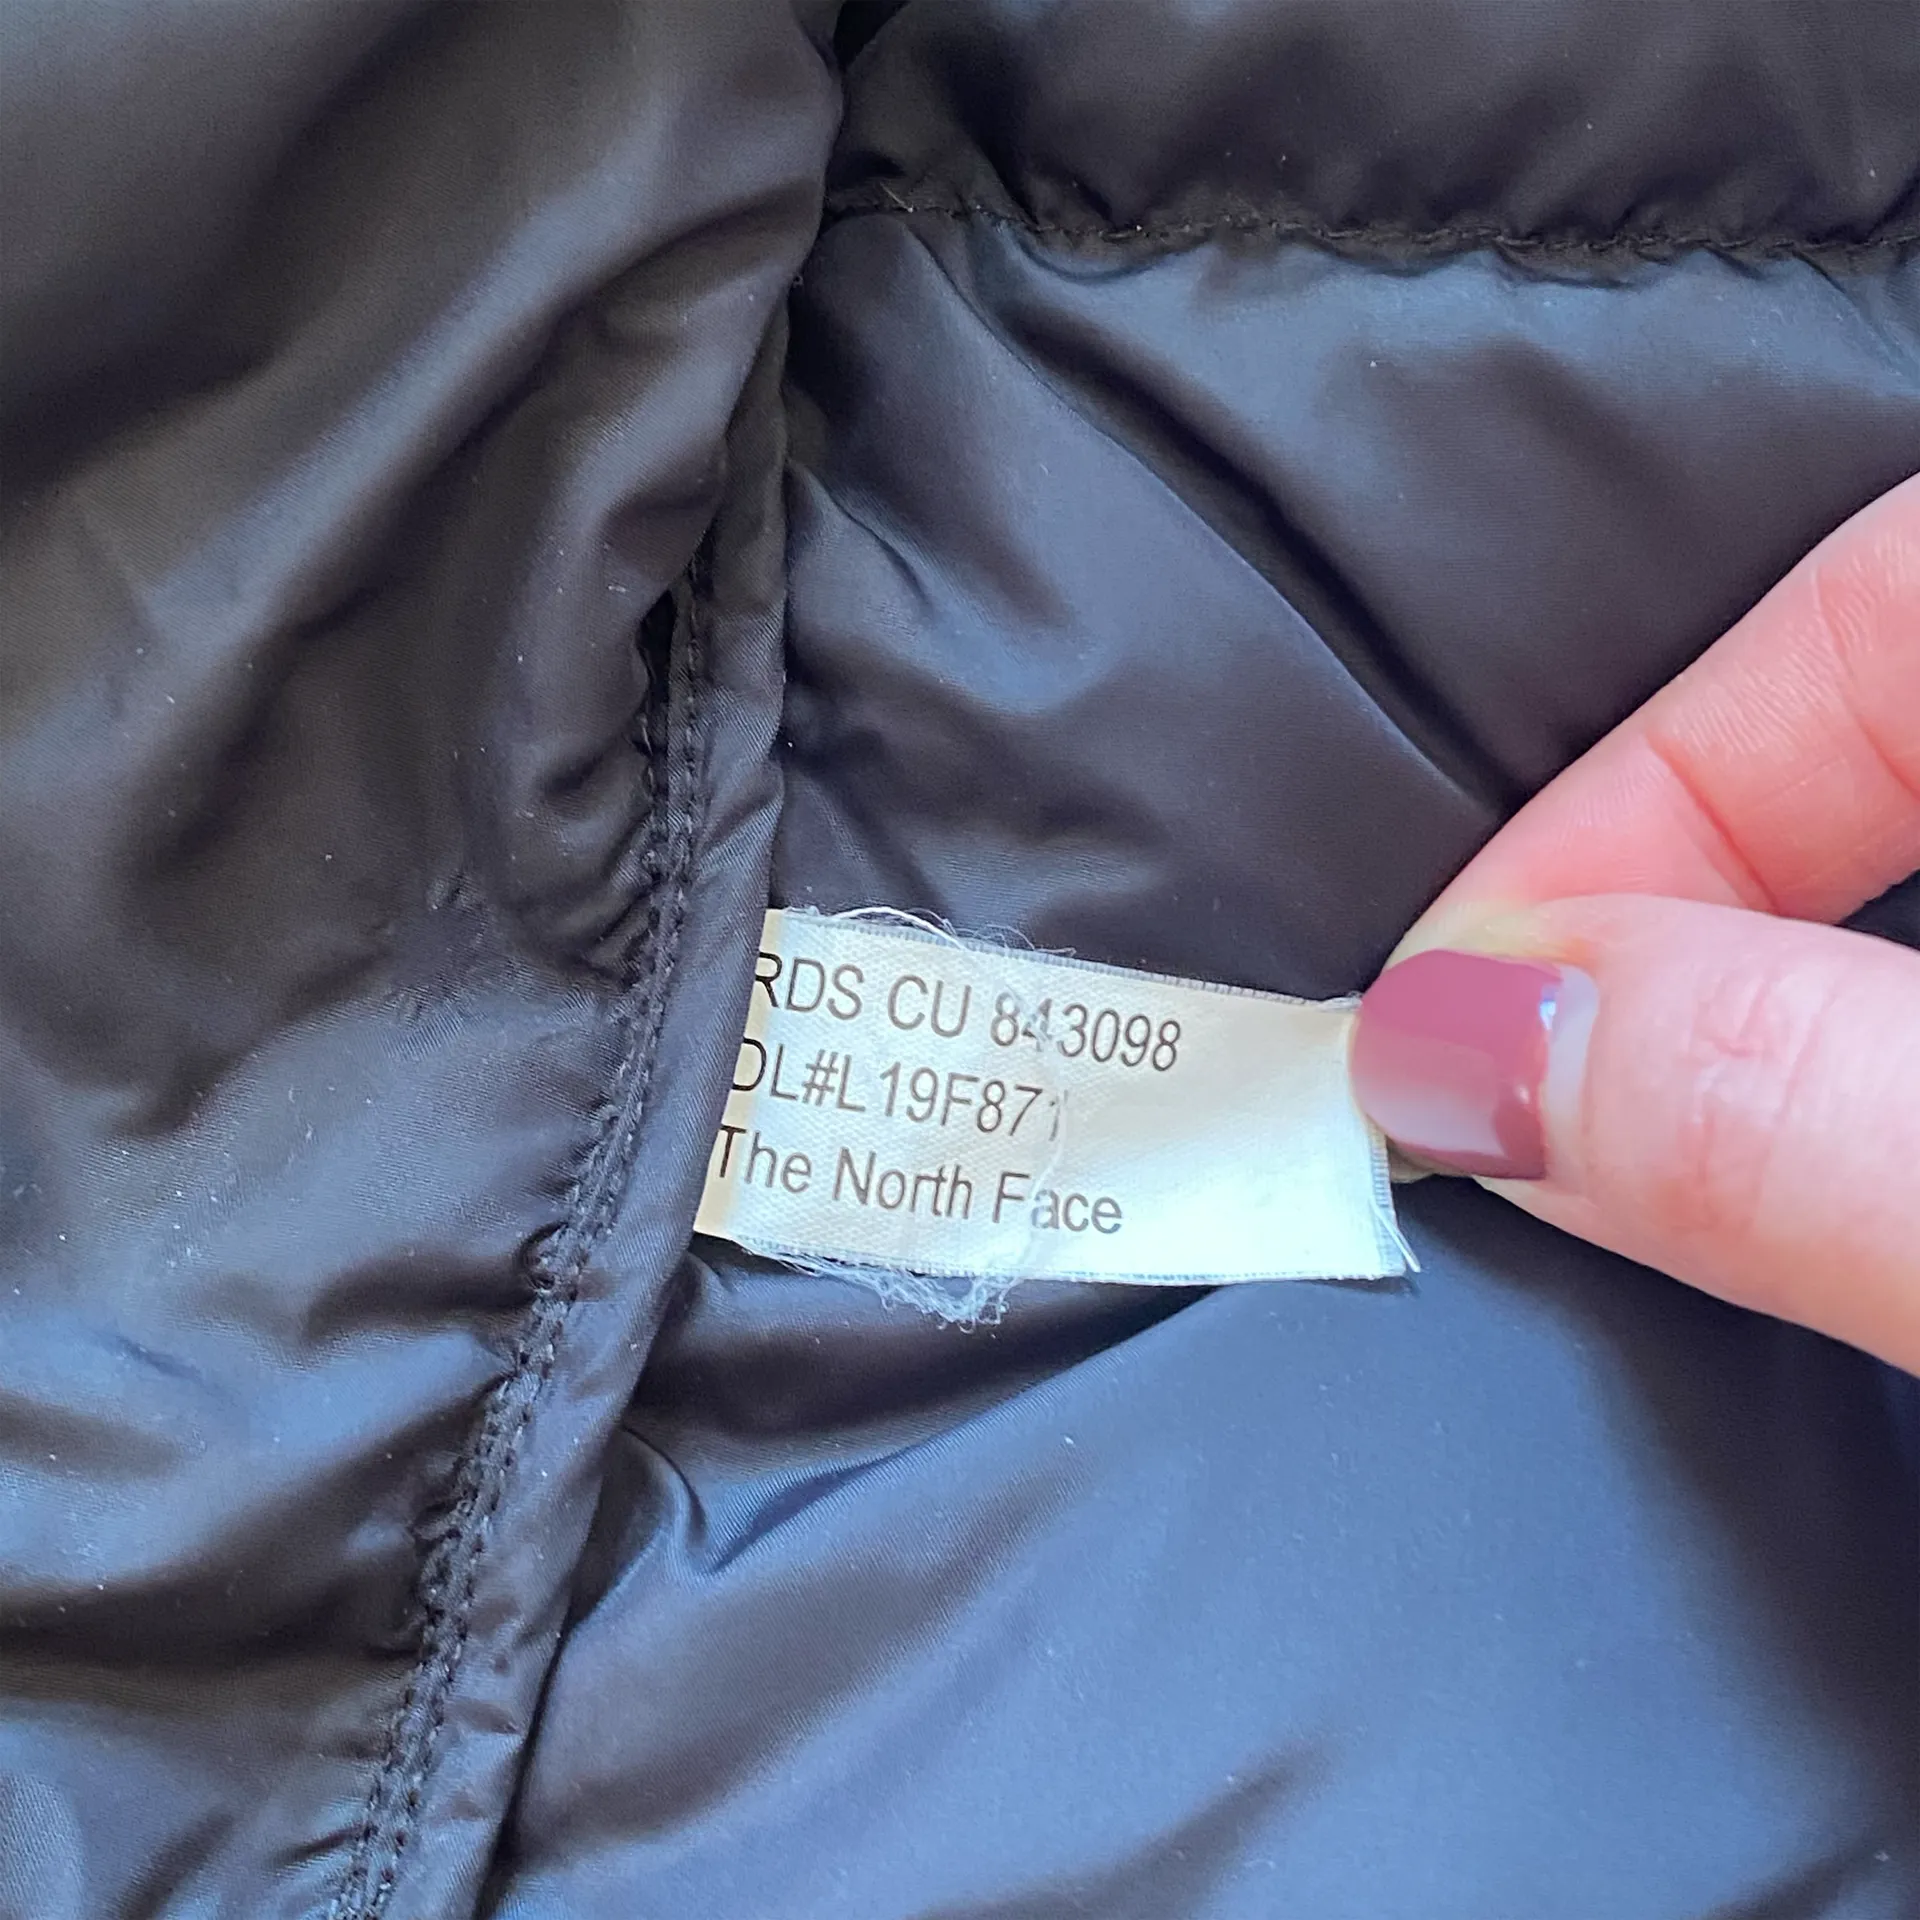 RDS CU 843098
DL#L19F871
The North Face